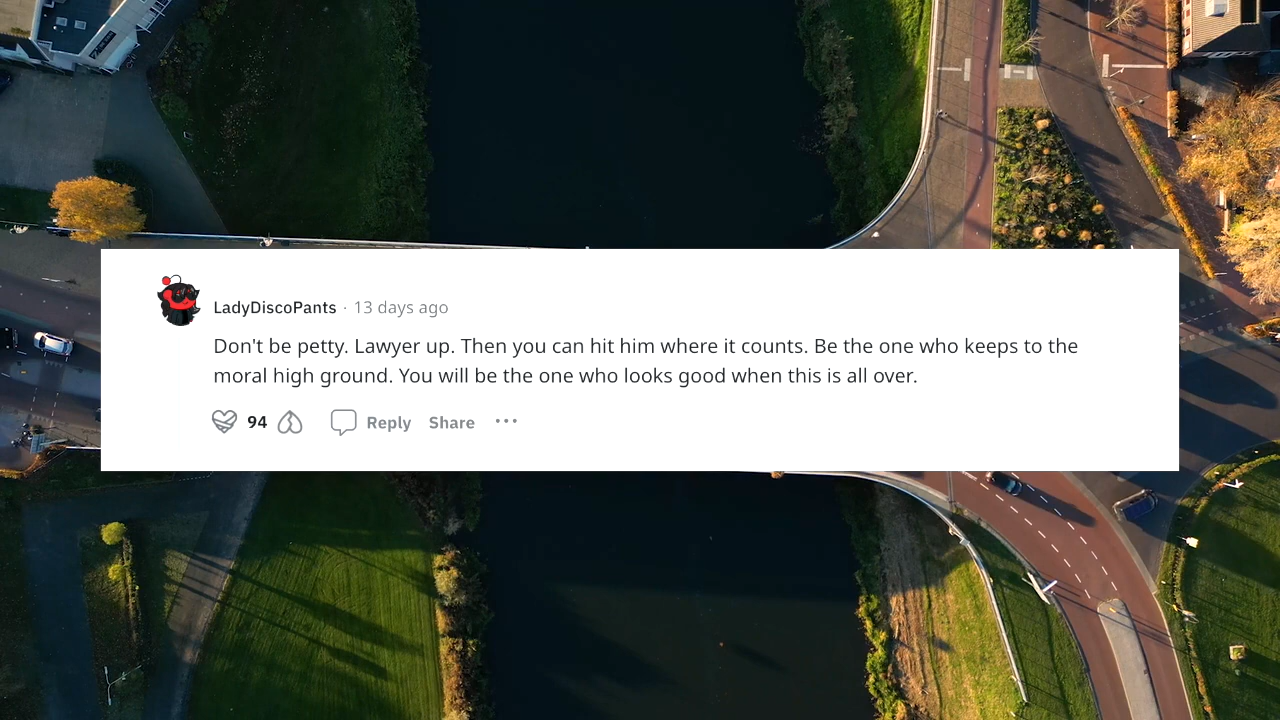 LadyDiscoPants · 13 days ago
Don't be petty. Lawyer up. Then you can hit him where it counts. Be the one who keeps to the
moral high ground. You will be the one who looks good when this is all over.
94 Reply Share ···